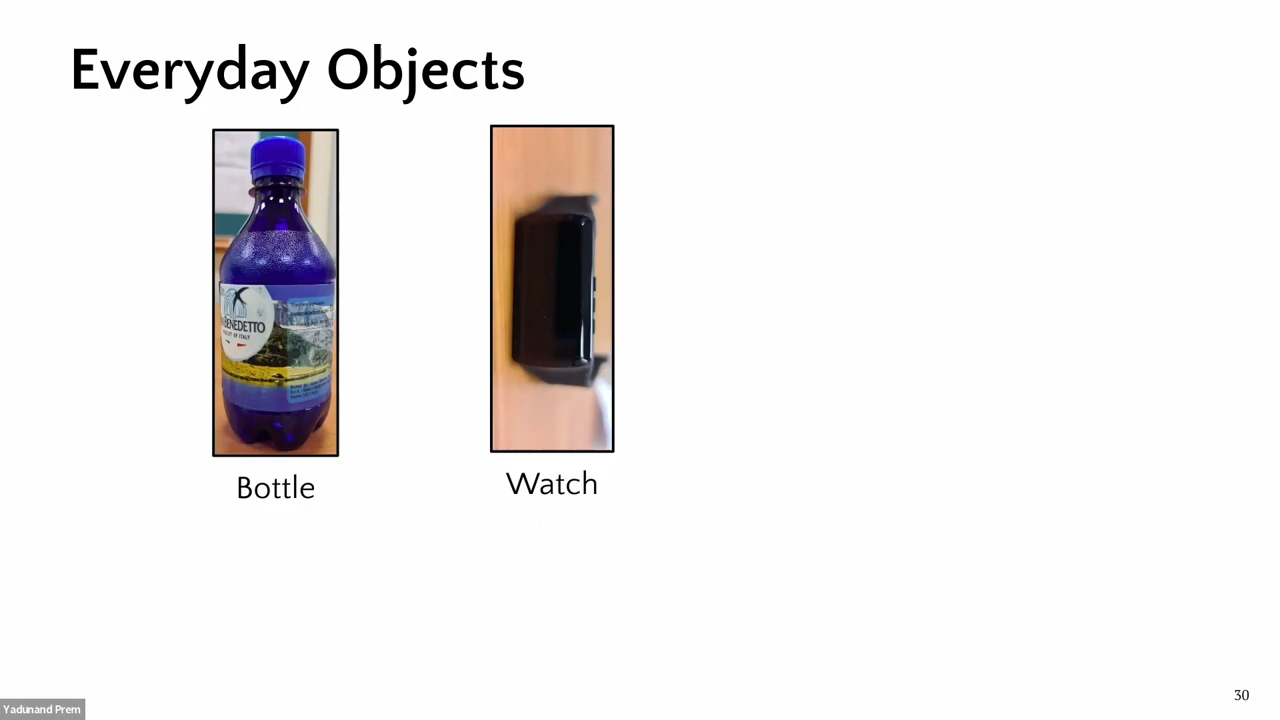 Everyday Objects
BENEDETTO
Bottle
Watch
30
Yadunand Prem